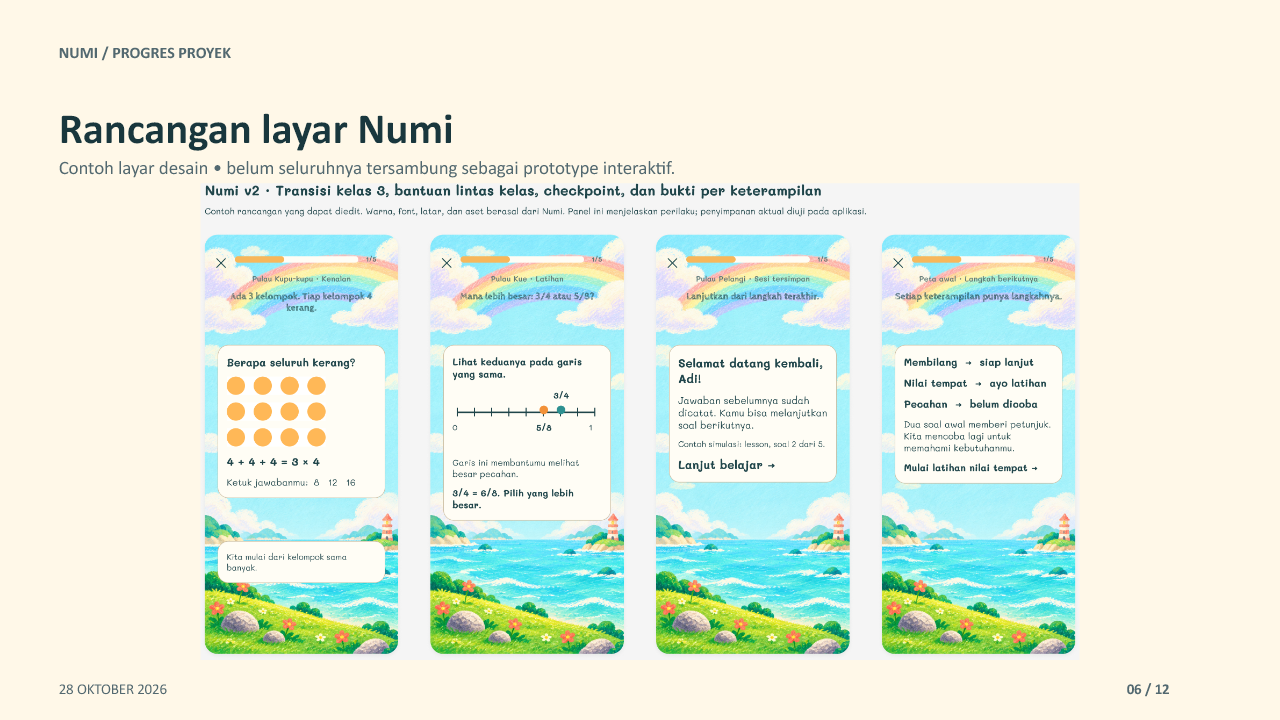 NUMI / PROGRES PROYEK
Rancangan layar Numi
Contoh layar desain • belum seluruhnya tersambung sebagai prototype interaktif.
Numi v2 · Transisi kelas 3, bantuan lintas kelas, checkpoint, dan bukti per keterampilan
Contoh rancangan yang dapat diedit. Warna, font, latar, dan aset berasal dari Numi. Panel ini menjelaskan perilaku; penyimpanan aktual diuji pada aplikasi.
1/5
Pulau Kupu-kupu · Kenalan
Ada 3 kelompok. Tiap kelompok 4
kerang.
Berapa seluruh kerang?
4 + 4 + 4 = 3 × 4
Ketuk jawabanmu: 8 12 16
Kita mulai dari kelompok sama
banyak.
1/5
Pulau Kue · Latihan
Mana lebih besar: 3/4 atau 5/8?
Lihat keduanya pada garis
yang sama.
3/4
0 5/8 1
Garis ini membantumu melihat
besar pecahan.
3/4 = 6/8. Pilih yang lebih
besar.
1/5
Pulau Pelangi · Sesi tersimpan
Lanjutkan dari langkah terakhir.
Selamat datang kembali,
Adi!
Jawaban sebelumnya sudah
dicatat. Kamu bisa melanjutkan
soal berikutnya.
Contoh simulasi: lesson, soal 2 dari 5.
Lanjut belajar →
1/5
Peta awal · Langkah berikutnya
Setiap keterampilan punya langkahnya.
Membilang → siap lanjut
Nilai tempat → ayo latihan
Pecahan → belum dicoba
Dua soal awal memberi petunjuk.
Kita mencoba lagi untuk
memahami kebutuhanmu.
Mulai latihan nilai tempat →
28 OKTOBER 2026
06 / 12